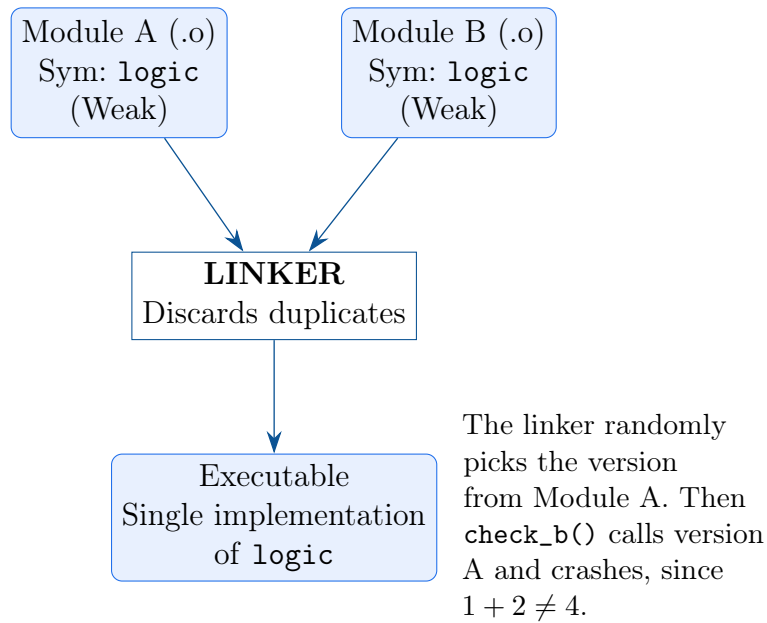 Module A (.o)
Sym: logic
(Weak)
Module B (.o)
Sym: logic
(Weak)
LINKER
Discards duplicates
Executable
Single implementation
of logic
The linker randomly
picks the version
from Module A. Then
check_b() calls version
A and crashes, since
1 + 2 ≠ 4.